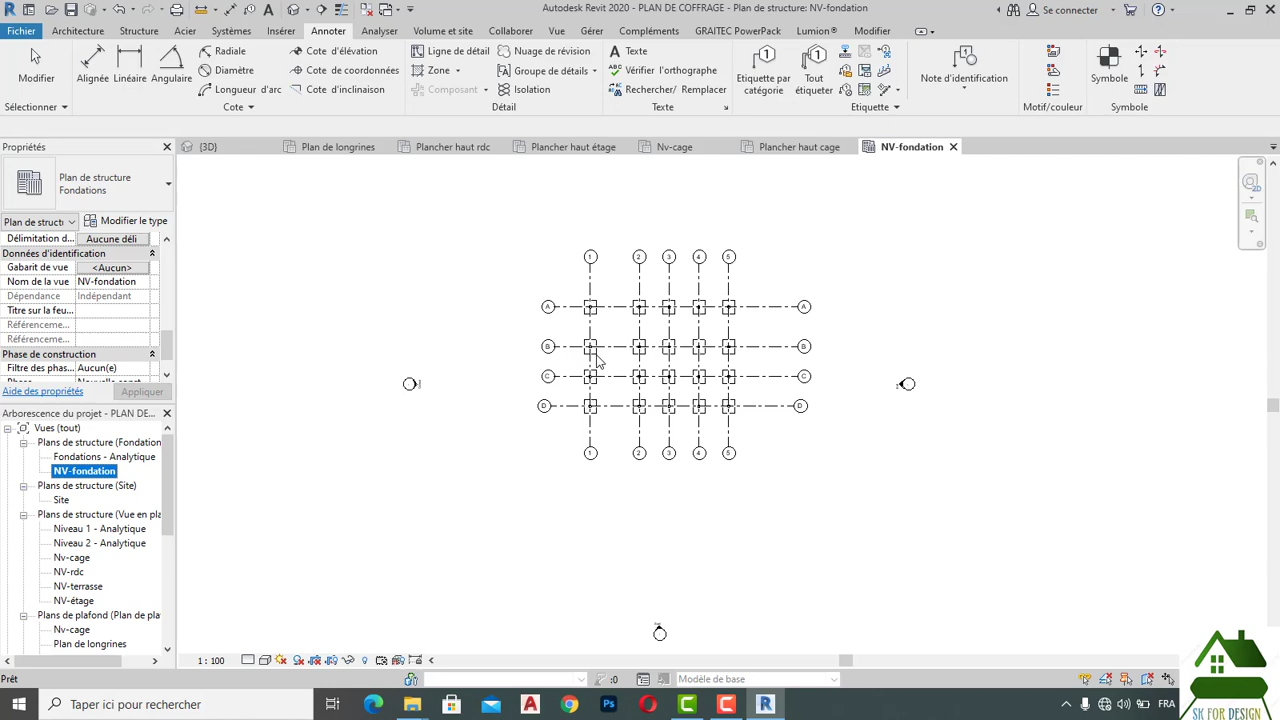 Autodesk Revit 2020 - PLAN DE COFFRAGE - Plan de structure: NV-fondation
Se connecter
Fichier
Architecture
Structure
Acier
Systèmes
Insérer
Annoter
Analyser
Volume et site
Collaborer
Vue
Gérer
Compléments
GRAITEC PowerPack
Lumion®
Modifier
Modifier
Alignée
Linéaire
Angulaire
Radiale
Diamètre
Longueur d'arc
Cote d'élévation
Cote de coordonnées
Cote d'inclinaison
Ligne de détail
Zone
Composant
Nuage de révision
Groupe de détails
Isolation
Texte
Vérifier l'orthographe
Rechercher/ Remplacer
Etiquette par
catégorie
Tout
étiqueter
Note d'identification
Symbole
Sélectionner
Cote
Détail
Texte
Etiquette
Motif/couleur
Symbole
Propriétés
{3D}
Plan de longrines
Plancher haut rdc
Plancher haut étage
Nv-cage
Plancher haut cage
NV-fondation
Plan de structure
Fondations
Plan de struct
Modifier le type
Délimitation d...
Aucune déli
Données d'identification
Gabarit de vue
<Aucun>
Nom de la vue
NV-fondation
Dépendance
Indépendant
Titre sur la feu...
Référenceme...
Référenceme...
Phase de construction
Filtre des phas...
Aucun(e)
Aide des propriétés
Appliquer
Arborescence du projet - PLAN DE...
Vues (tout)
Plans de structure (Fondation
Fondations - Analytique
NV-fondation
Plans de structure (Site)
Site
Plans de structure (Vue en pla
Niveau 1 - Analytique
Niveau 2 - Analytique
Nv-cage
NV-rdc
NV-terrasse
NV-étage
Plans de plafond (Plan de plaf
Nv-cage
Plan de longrines
1 2 3 4 5
A A
B B
C C
D D
1 2 3 4 5
2D
1 : 100
Prêt
:0
Modèle de base
Taper ici pour rechercher
FRA
SK FOR DESIGN